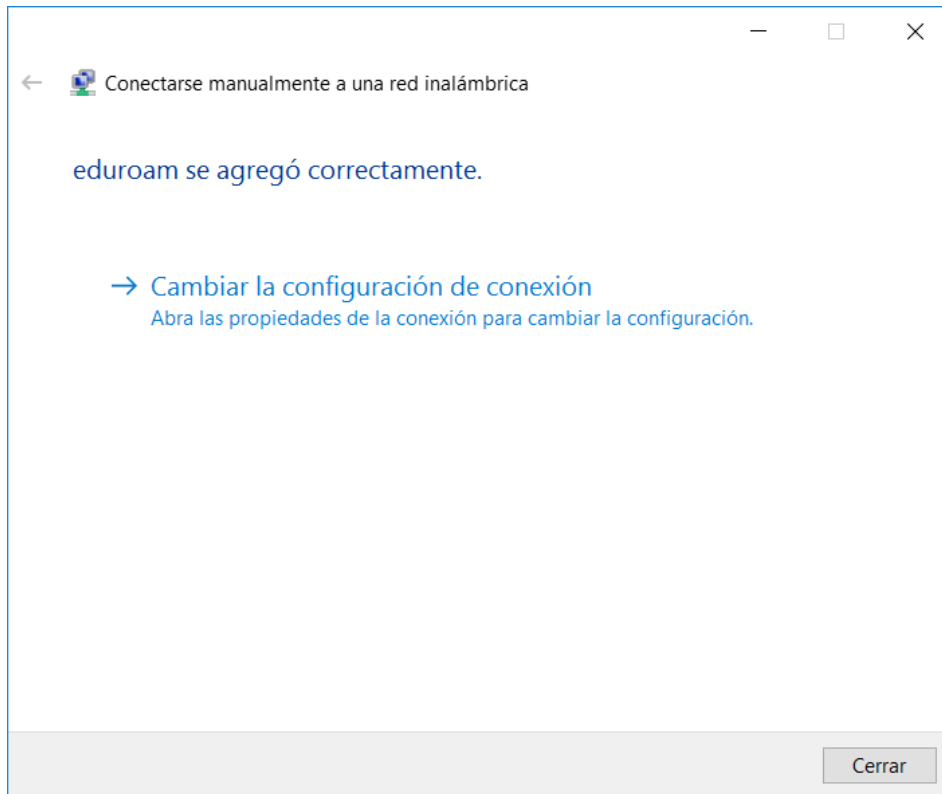 Conectarse manualmente a una red inalámbrica
eduroam se agregó correctamente.
Cambiar la configuración de conexión
Abra las propiedades de la conexión para cambiar la configuración.
Cerrar